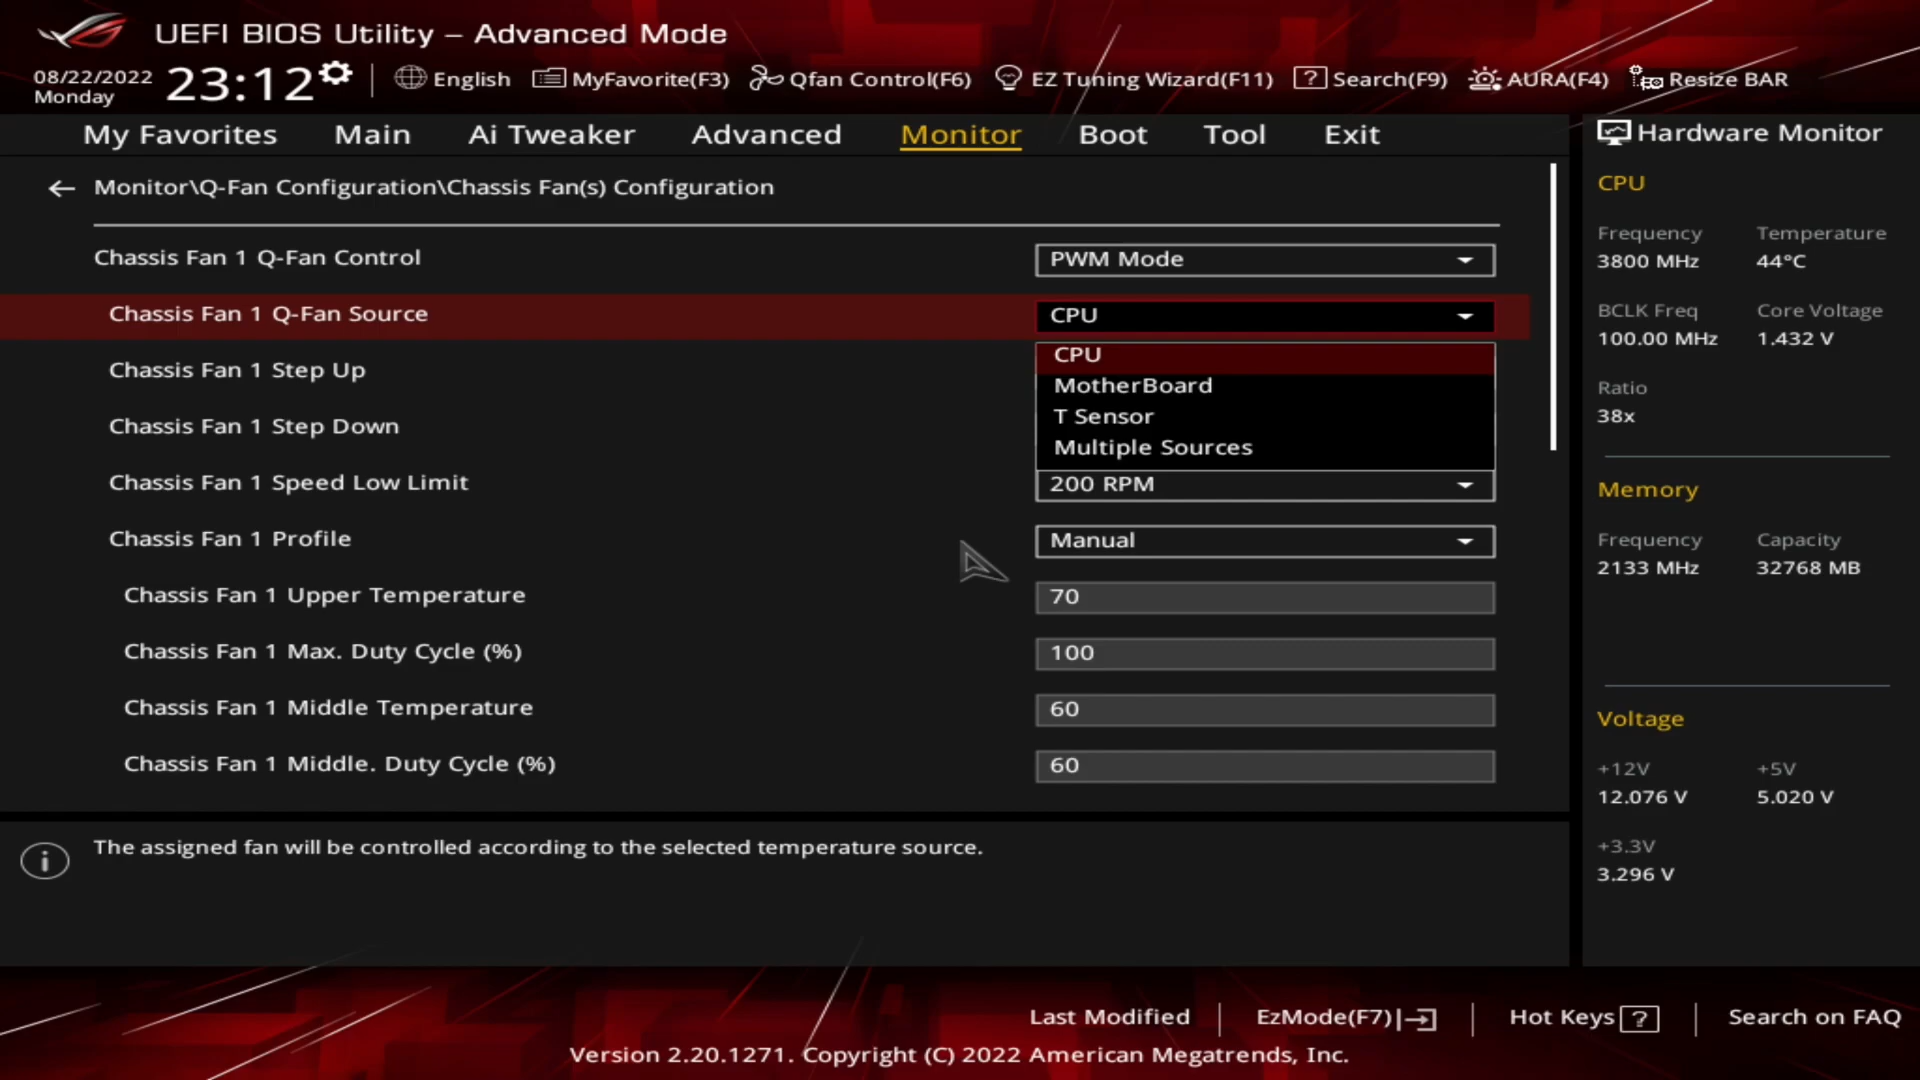 UEFI BIOS Utility – Advanced Mode
08/22/2022
Monday
23:12
English
MyFavorite(F3)
Qfan Control(F6)
EZ Tuning Wizard(F11)
Search(F9)
AURA(F4)
Resize BAR
My Favorites
Main
Ai Tweaker
Advanced
Monitor
Boot
Tool
Exit
Monitor\Q-Fan Configuration\Chassis Fan(s) Configuration
Chassis Fan 1 Q-Fan Control
PWM Mode
Chassis Fan 1 Q-Fan Source
CPU
CPU
MotherBoard
T Sensor
Multiple Sources
Chassis Fan 1 Step Up
Chassis Fan 1 Step Down
Chassis Fan 1 Speed Low Limit
200 RPM
Chassis Fan 1 Profile
Manual
Chassis Fan 1 Upper Temperature
70
Chassis Fan 1 Max. Duty Cycle (%)
100
Chassis Fan 1 Middle Temperature
60
Chassis Fan 1 Middle. Duty Cycle (%)
60
The assigned fan will be controlled according to the selected temperature source.
Hardware Monitor
CPU
Frequency Temperature
3800 MHz 44°C
BCLK Freq Core Voltage
100.00 MHz 1.432 V
Ratio
38x
Memory
Frequency Capacity
2133 MHz 32768 MB
Voltage
+12V +5V
12.076 V 5.020 V
+3.3V
3.296 V
Last Modified
EzMode(F7)
Hot Keys ?
Search on FAQ
Version 2.20.1271. Copyright (C) 2022 American Megatrends, Inc.